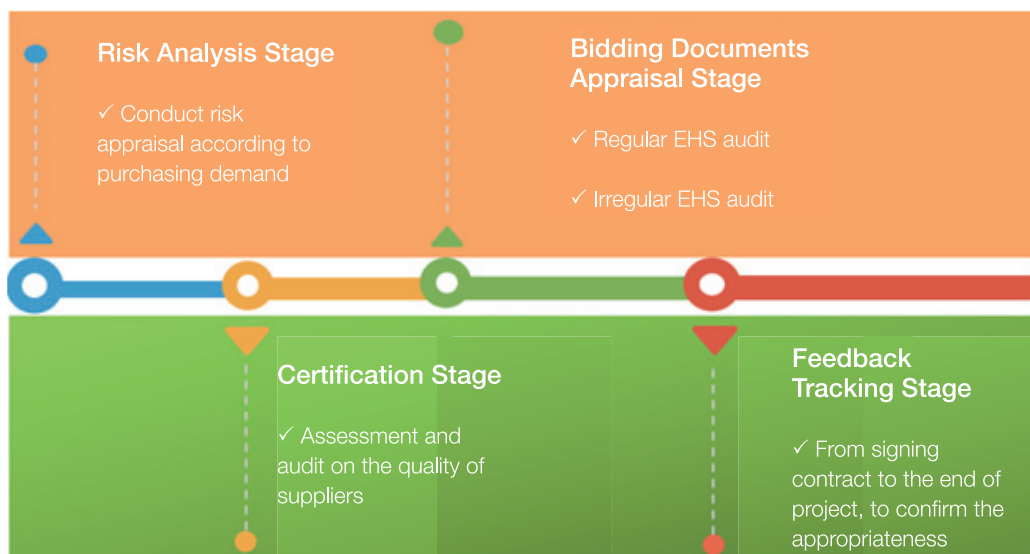 Risk Analysis Stage
✓ Conduct risk
appraisal according to
purchasing demand
Bidding Documents
Appraisal Stage
✓ Regular EHS audit
✓ Irregular EHS audit
Certification Stage
✓ Assessment and
audit on the quality of
suppliers
Feedback
Tracking Stage
✓ From signing
contract to the end of
project, to confirm the
appropriateness